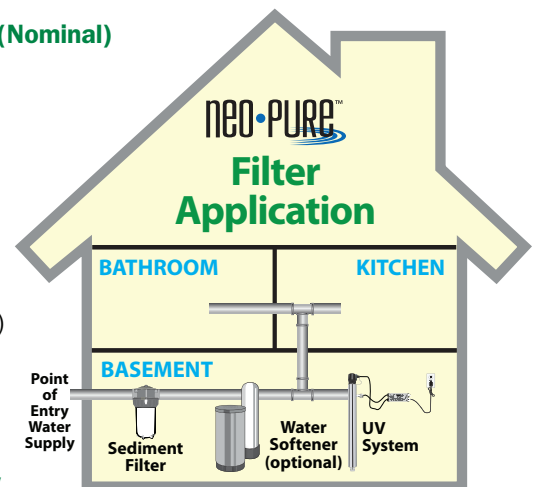 (Nominal)
neo•PURE™
Filter
Application
BATHROOM
KITCHEN
)
BASEMENT
Point
of
Entry
Water
Supply
Sediment
Filter
Water
Softener
(optional)
UV
System